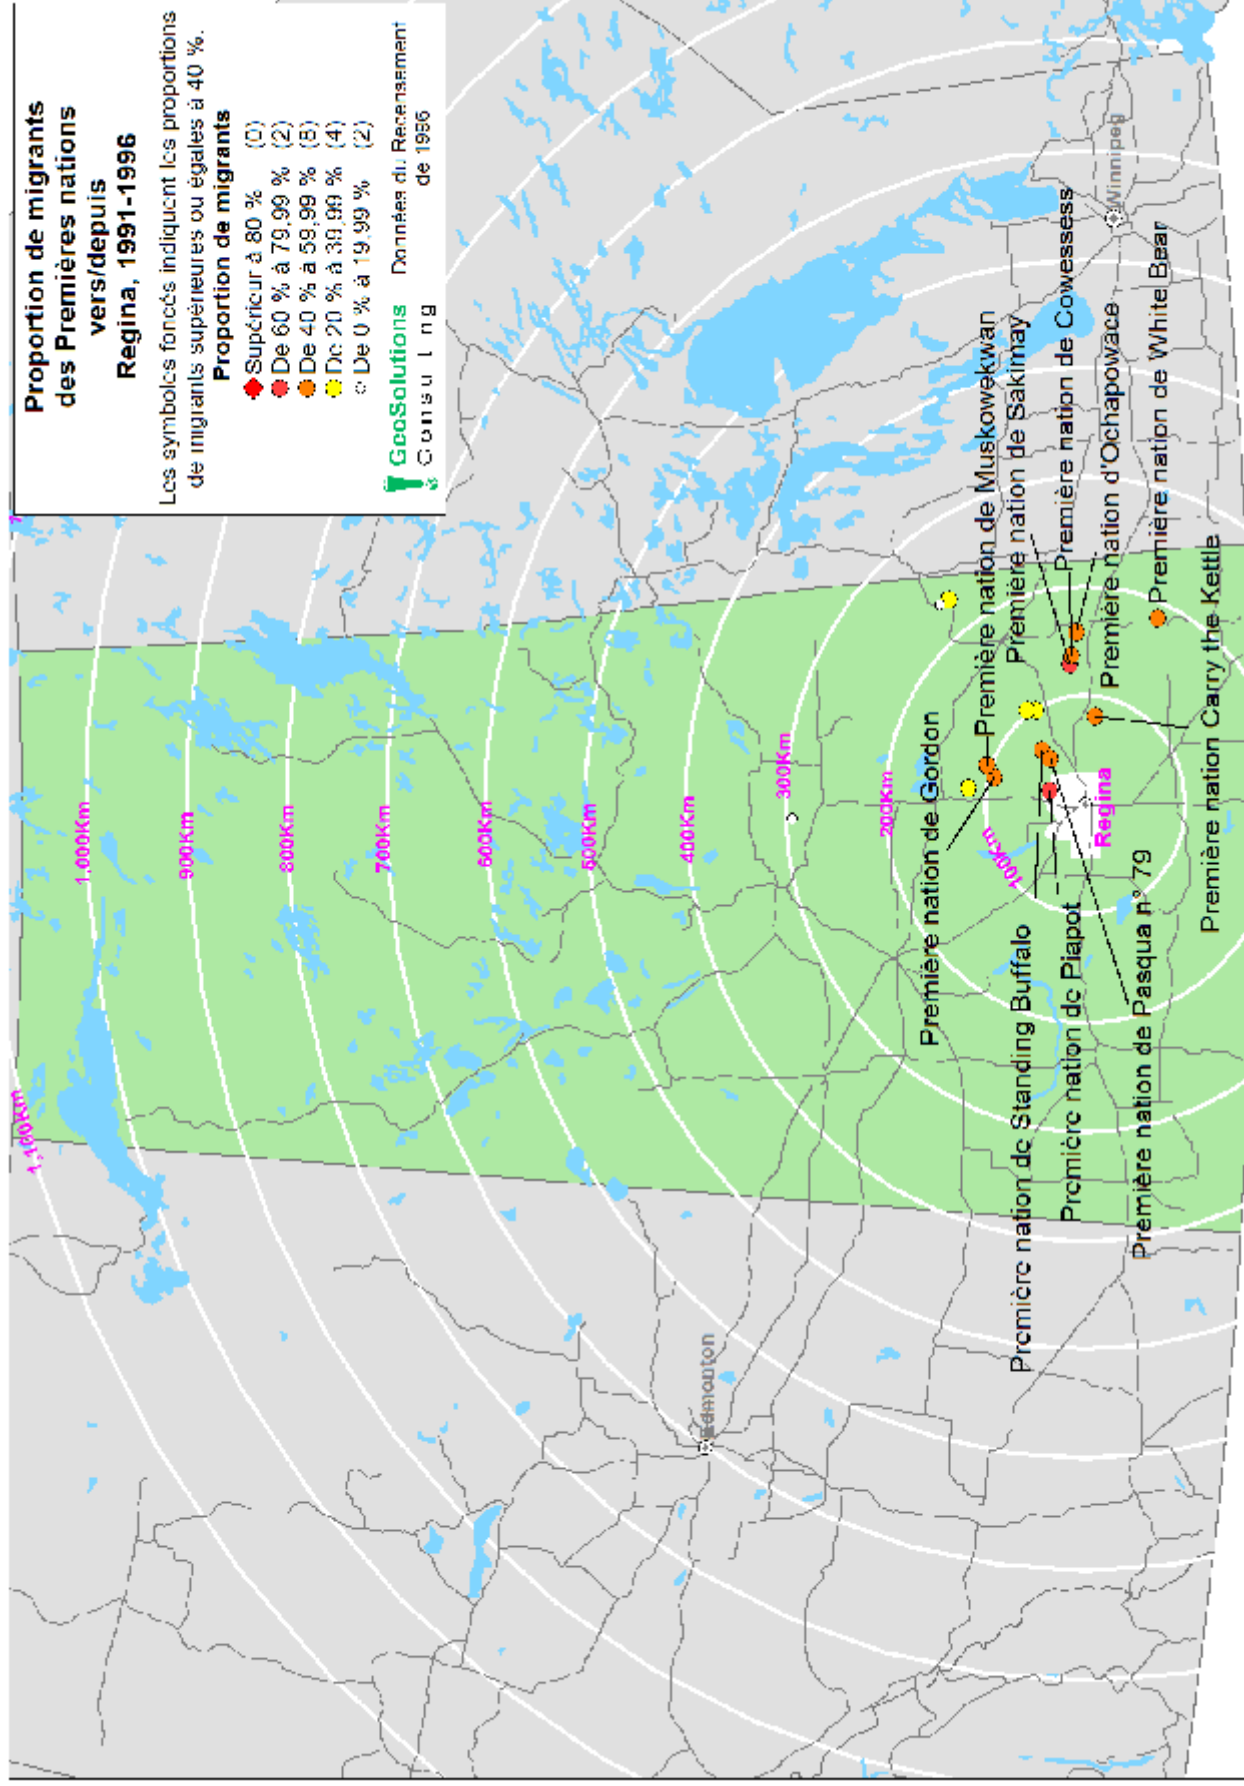 Proportion de migrants
des Premières nations
vers/depuis
Regina, 1991-1996
Les symboles foncés indiquent les proportions
de migrants supérieures ou égales à 40 %.
Proportion de migrants
Supérieur à 80 % (0)
De 60 % à 79,99 % (2)
De 40 % à 59,99 % (8)
De 20 % à 39,99 % (4)
De 0 % à 19,99 % (2)
GeoSolutions
Consulting
Données du Recensement
de 1996
1,100Km
1,000Km
900Km
800Km
700Km
600Km
500Km
400Km
300Km
200Km
100Km
Edmonton
Regina
Winnipeg
Première nation de Gordon
Première nation de Muskowekwan
Première nation de Sakimay
Première nation de Cowessess
Première nation d'Ochapowace
Première nation de White Bear
Première nation de Standing Buffalo
Première nation de Piapot
Première nation de Pasqua n° 79
Première nation Carry the Kettle